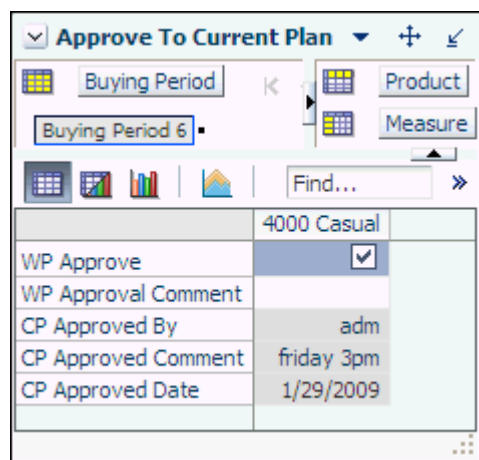 Approve To Current Plan
Buying Period
Product
Buying Period 6
Measure
Find...
4000 Casual
WP Approve
WP Approval Comment
CP Approved By adm
CP Approved Comment friday 3pm
CP Approved Date 1/29/2009